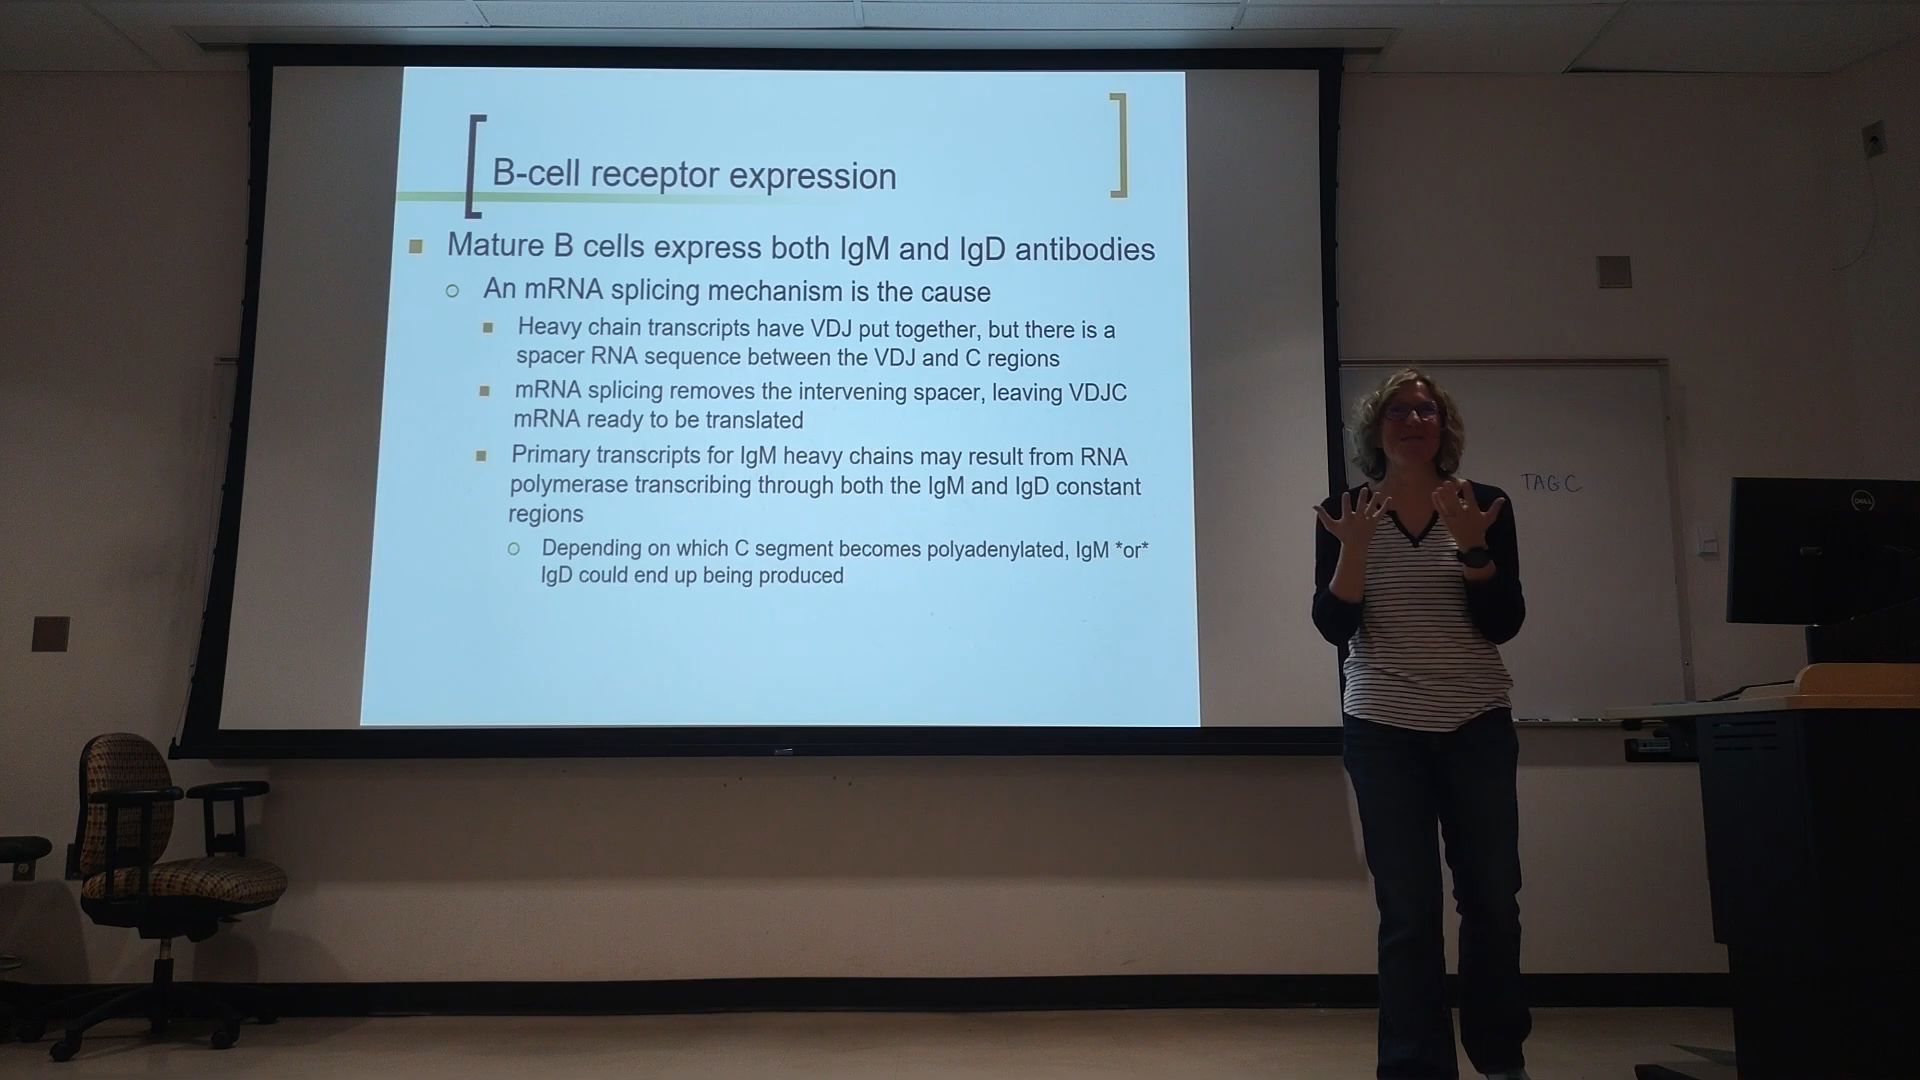 B-cell receptor expression
Mature B cells express both IgM and IgD antibodies
An mRNA splicing mechanism is the cause
Heavy chain transcripts have VDJ put together, but there is a
spacer RNA sequence between the VDJ and C regions
mRNA splicing removes the intervening spacer, leaving VDJC
mRNA ready to be translated
Primary transcripts for IgM heavy chains may result from RNA
polymerase transcribing through both the IgM and IgD constant
regions
Depending on which C segment becomes polyadenylated, IgM *or*
IgD could end up being produced
TAGC
DELL